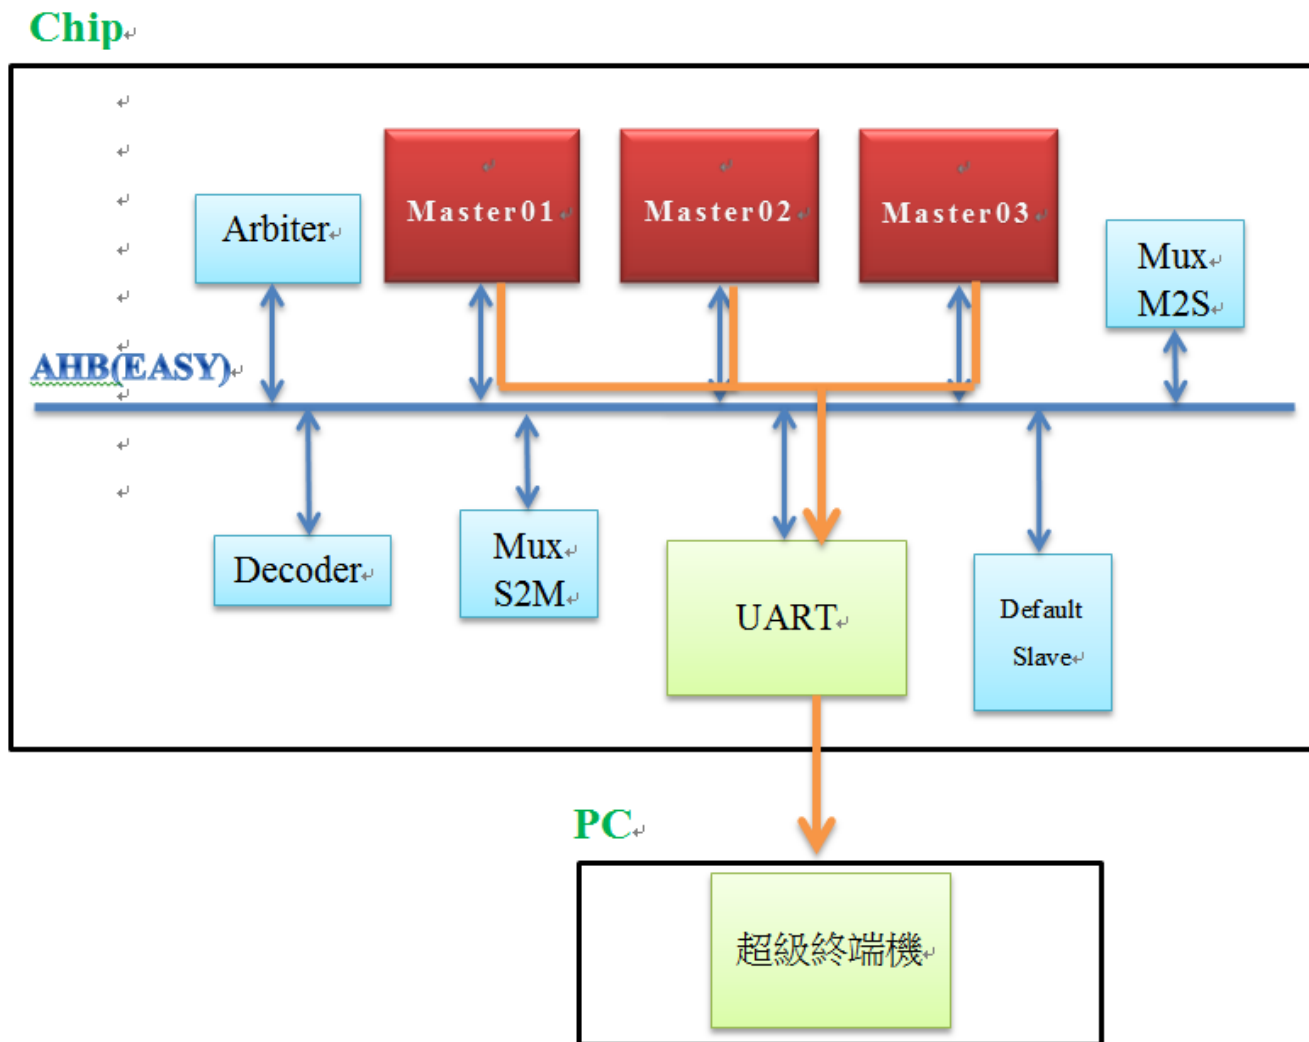 Chip
Master01
Master02
Master03
Arbiter
Mux
M2S
AHB(EASY)
Decoder
Mux
S2M
UART
Default
Slave
PC
超級終端機